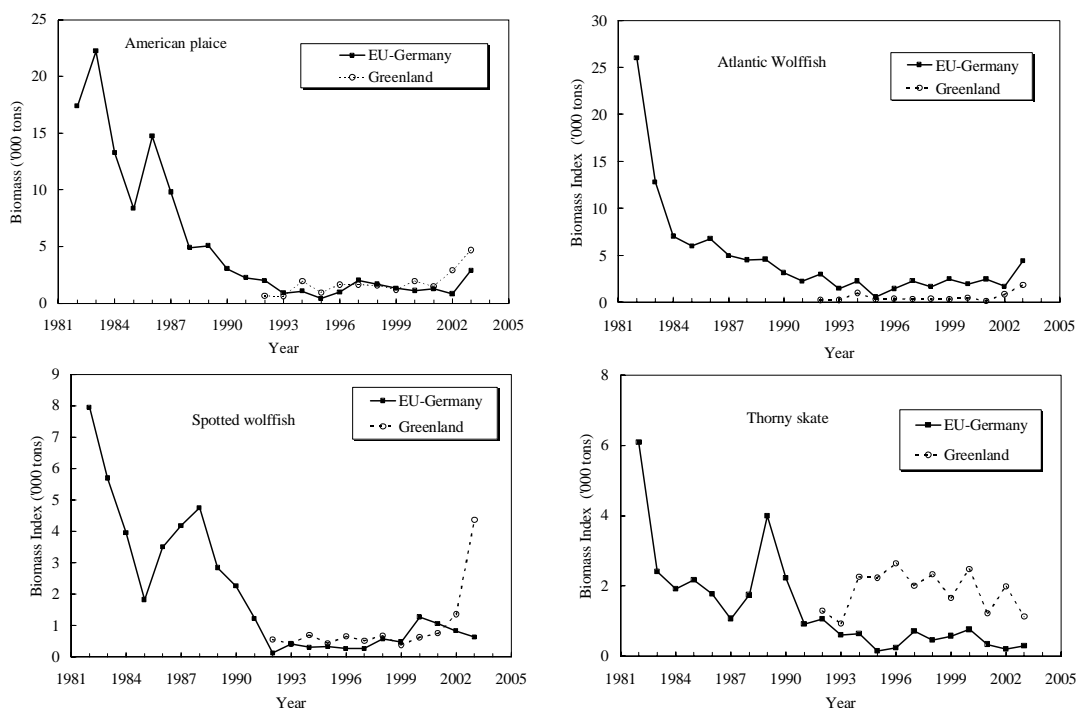 American plaice
EU-Germany
Greenland
Biomass ('000 tons)
25
20
15
10
5
0
1981 1984 1987 1990 1993 1996 1999 2002 2005
Year
Atlantic Wolffish
EU-Germany
Greenland
Biomass Index ('000 tons)
30
25
20
15
10
5
0
1981 1984 1987 1990 1993 1996 1999 2002 2005
Year
Spotted wolffish
EU-Germany
Greenland
Biomass Index ('000 tons)
9
8
7
6
5
4
3
2
1
0
1981 1984 1987 1990 1993 1996 1999 2002 2005
Year
Thorny skate
EU-Germany
Greenland
Biomass Index ('000 tons)
8
6
4
2
0
1981 1984 1987 1990 1993 1996 1999 2002 2005
Year